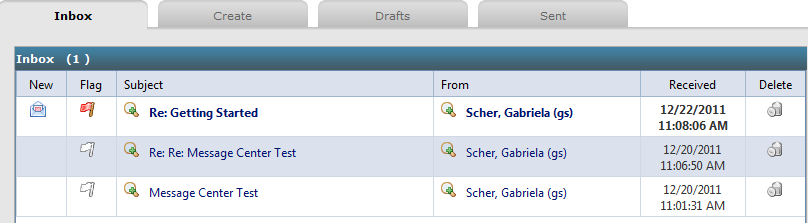 Inbox Create Drafts Sent
Inbox (1 )
New Flag Subject From Received Delete
Re: Getting Started Scher, Gabriela (gs) 12/22/2011
11:08:06 AM
Re: Re: Message Center Test Scher, Gabriela (gs) 12/20/2011
11:06:50 AM
Message Center Test Scher, Gabriela (gs) 12/20/2011
11:01:31 AM